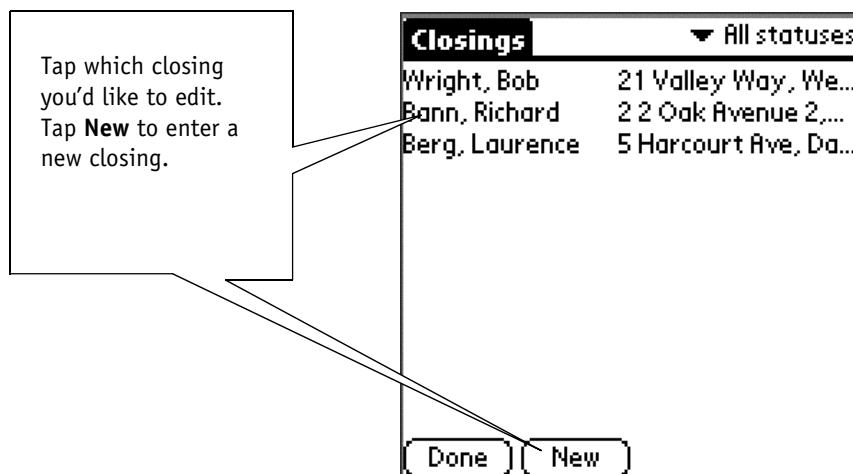 Tap which closing
you'd like to edit.
Tap New to enter a
new closing.
Closings All statuses
Wright, Bob 21 Valley Way, We...
Bann, Richard 2 2 Oak Avenue 2,...
Berg, Laurence 5 Harcourt Ave, Da...
Done New